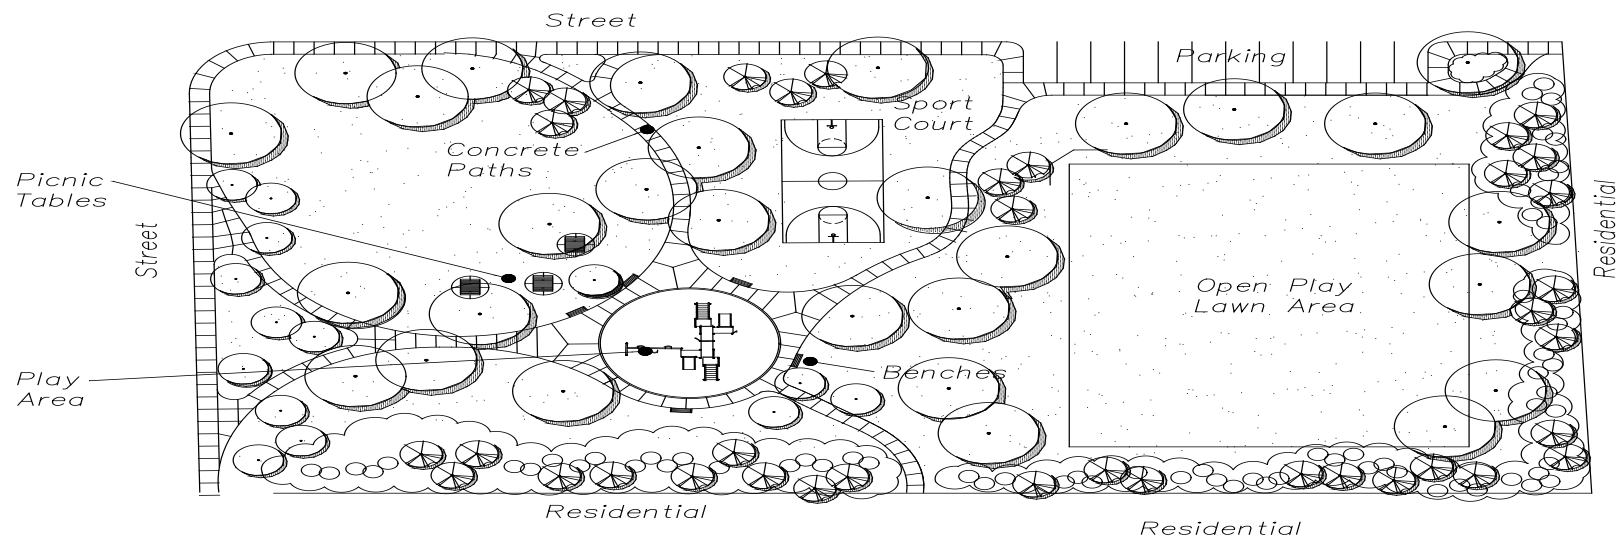 Street
Parking
Sport
Court
Concrete
Paths
Picnic
Tables
Street
Residential
Open Play
Lawn Area
Play
Area
Benches
Residential
Residential